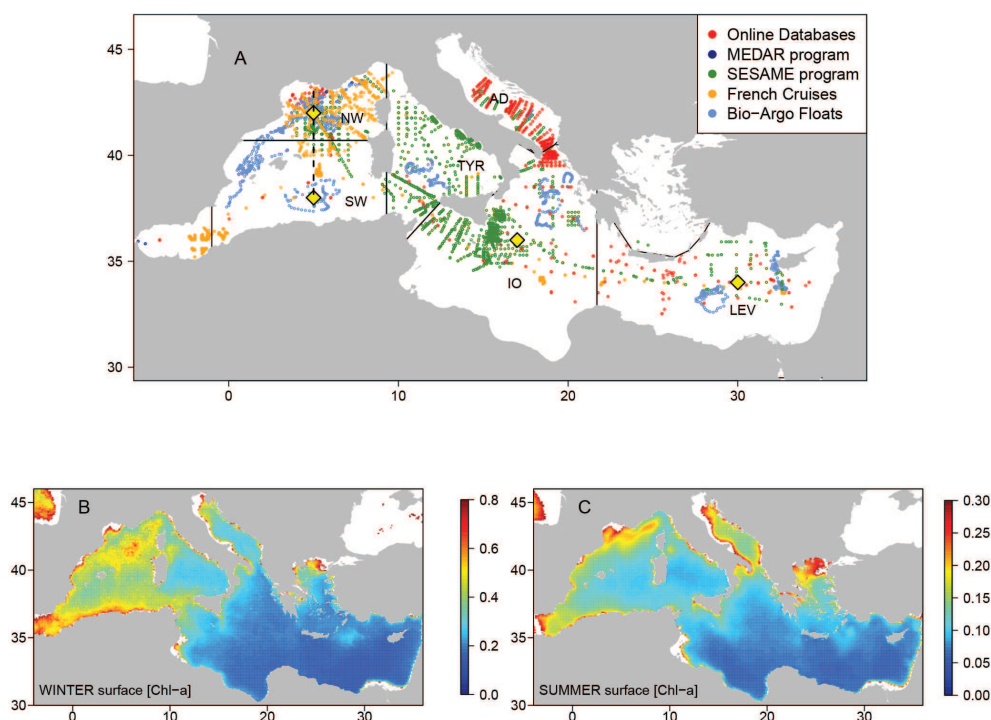 Online Databases
MEDAR program
SESAME program
French Cruises
Bio−Argo Floats
A
45
40
35
30
AD
NW
TYR
SW
IO
LEV
0 10 20 30
B
45
40
35
30
0.8
0.6
0.4
0.2
0.0
WINTER surface [Chl−a]
0 10 20 30
C
45
40
35
30
0.30
0.25
0.20
0.15
0.10
0.05
0.00
SUMMER surface [Chl−a]
0 10 20 30